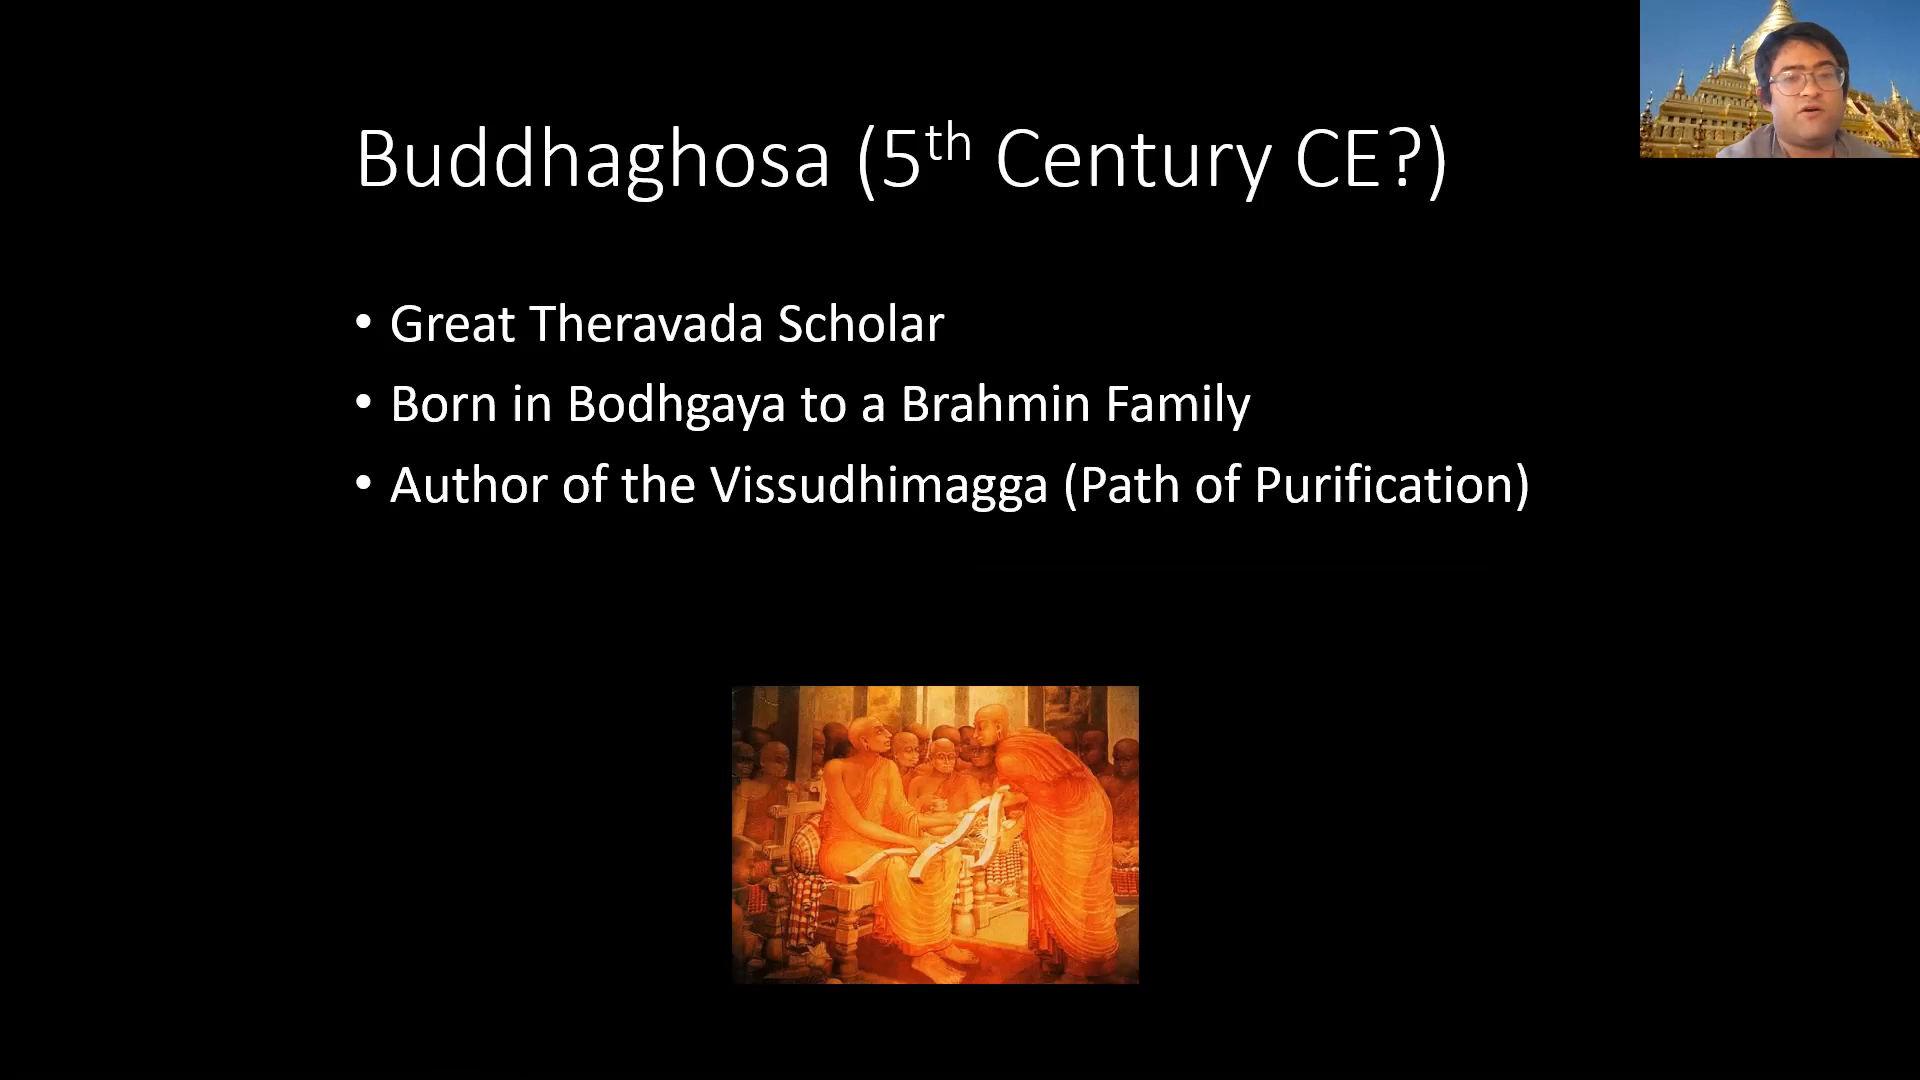 Buddhaghosa (5th Century CE?)
• Great Theravada Scholar
• Born in Bodhgaya to a Brahmin Family
• Author of the Vissudhimagga (Path of Purification)